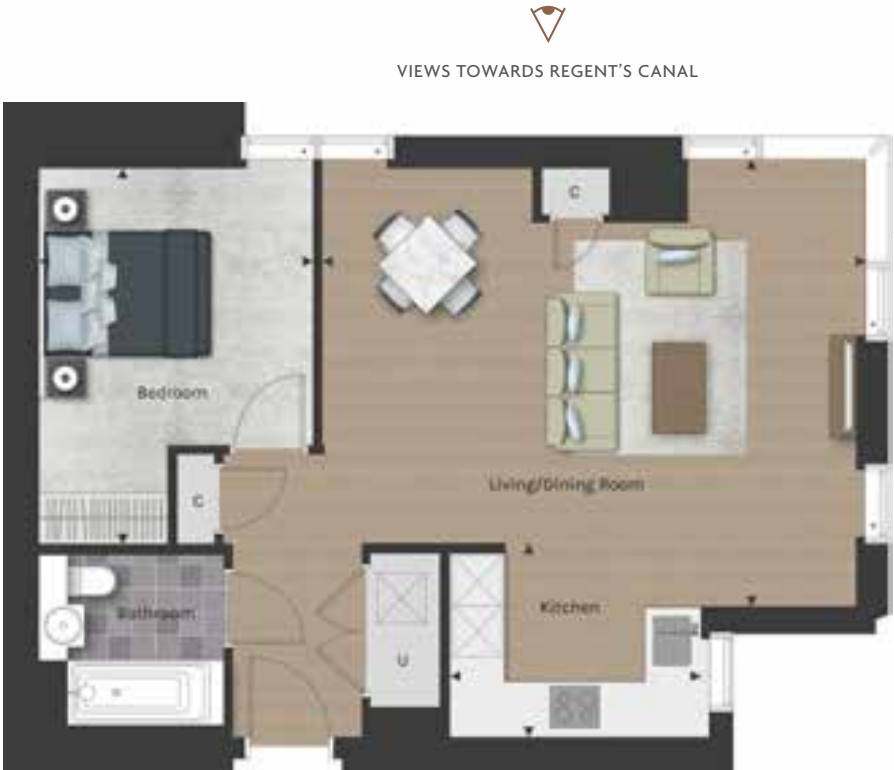 VIEWS TOWARDS REGENT'S CANAL
C
Bedroom
Living/Dining Room
C
Kitchen
Bathroom
U